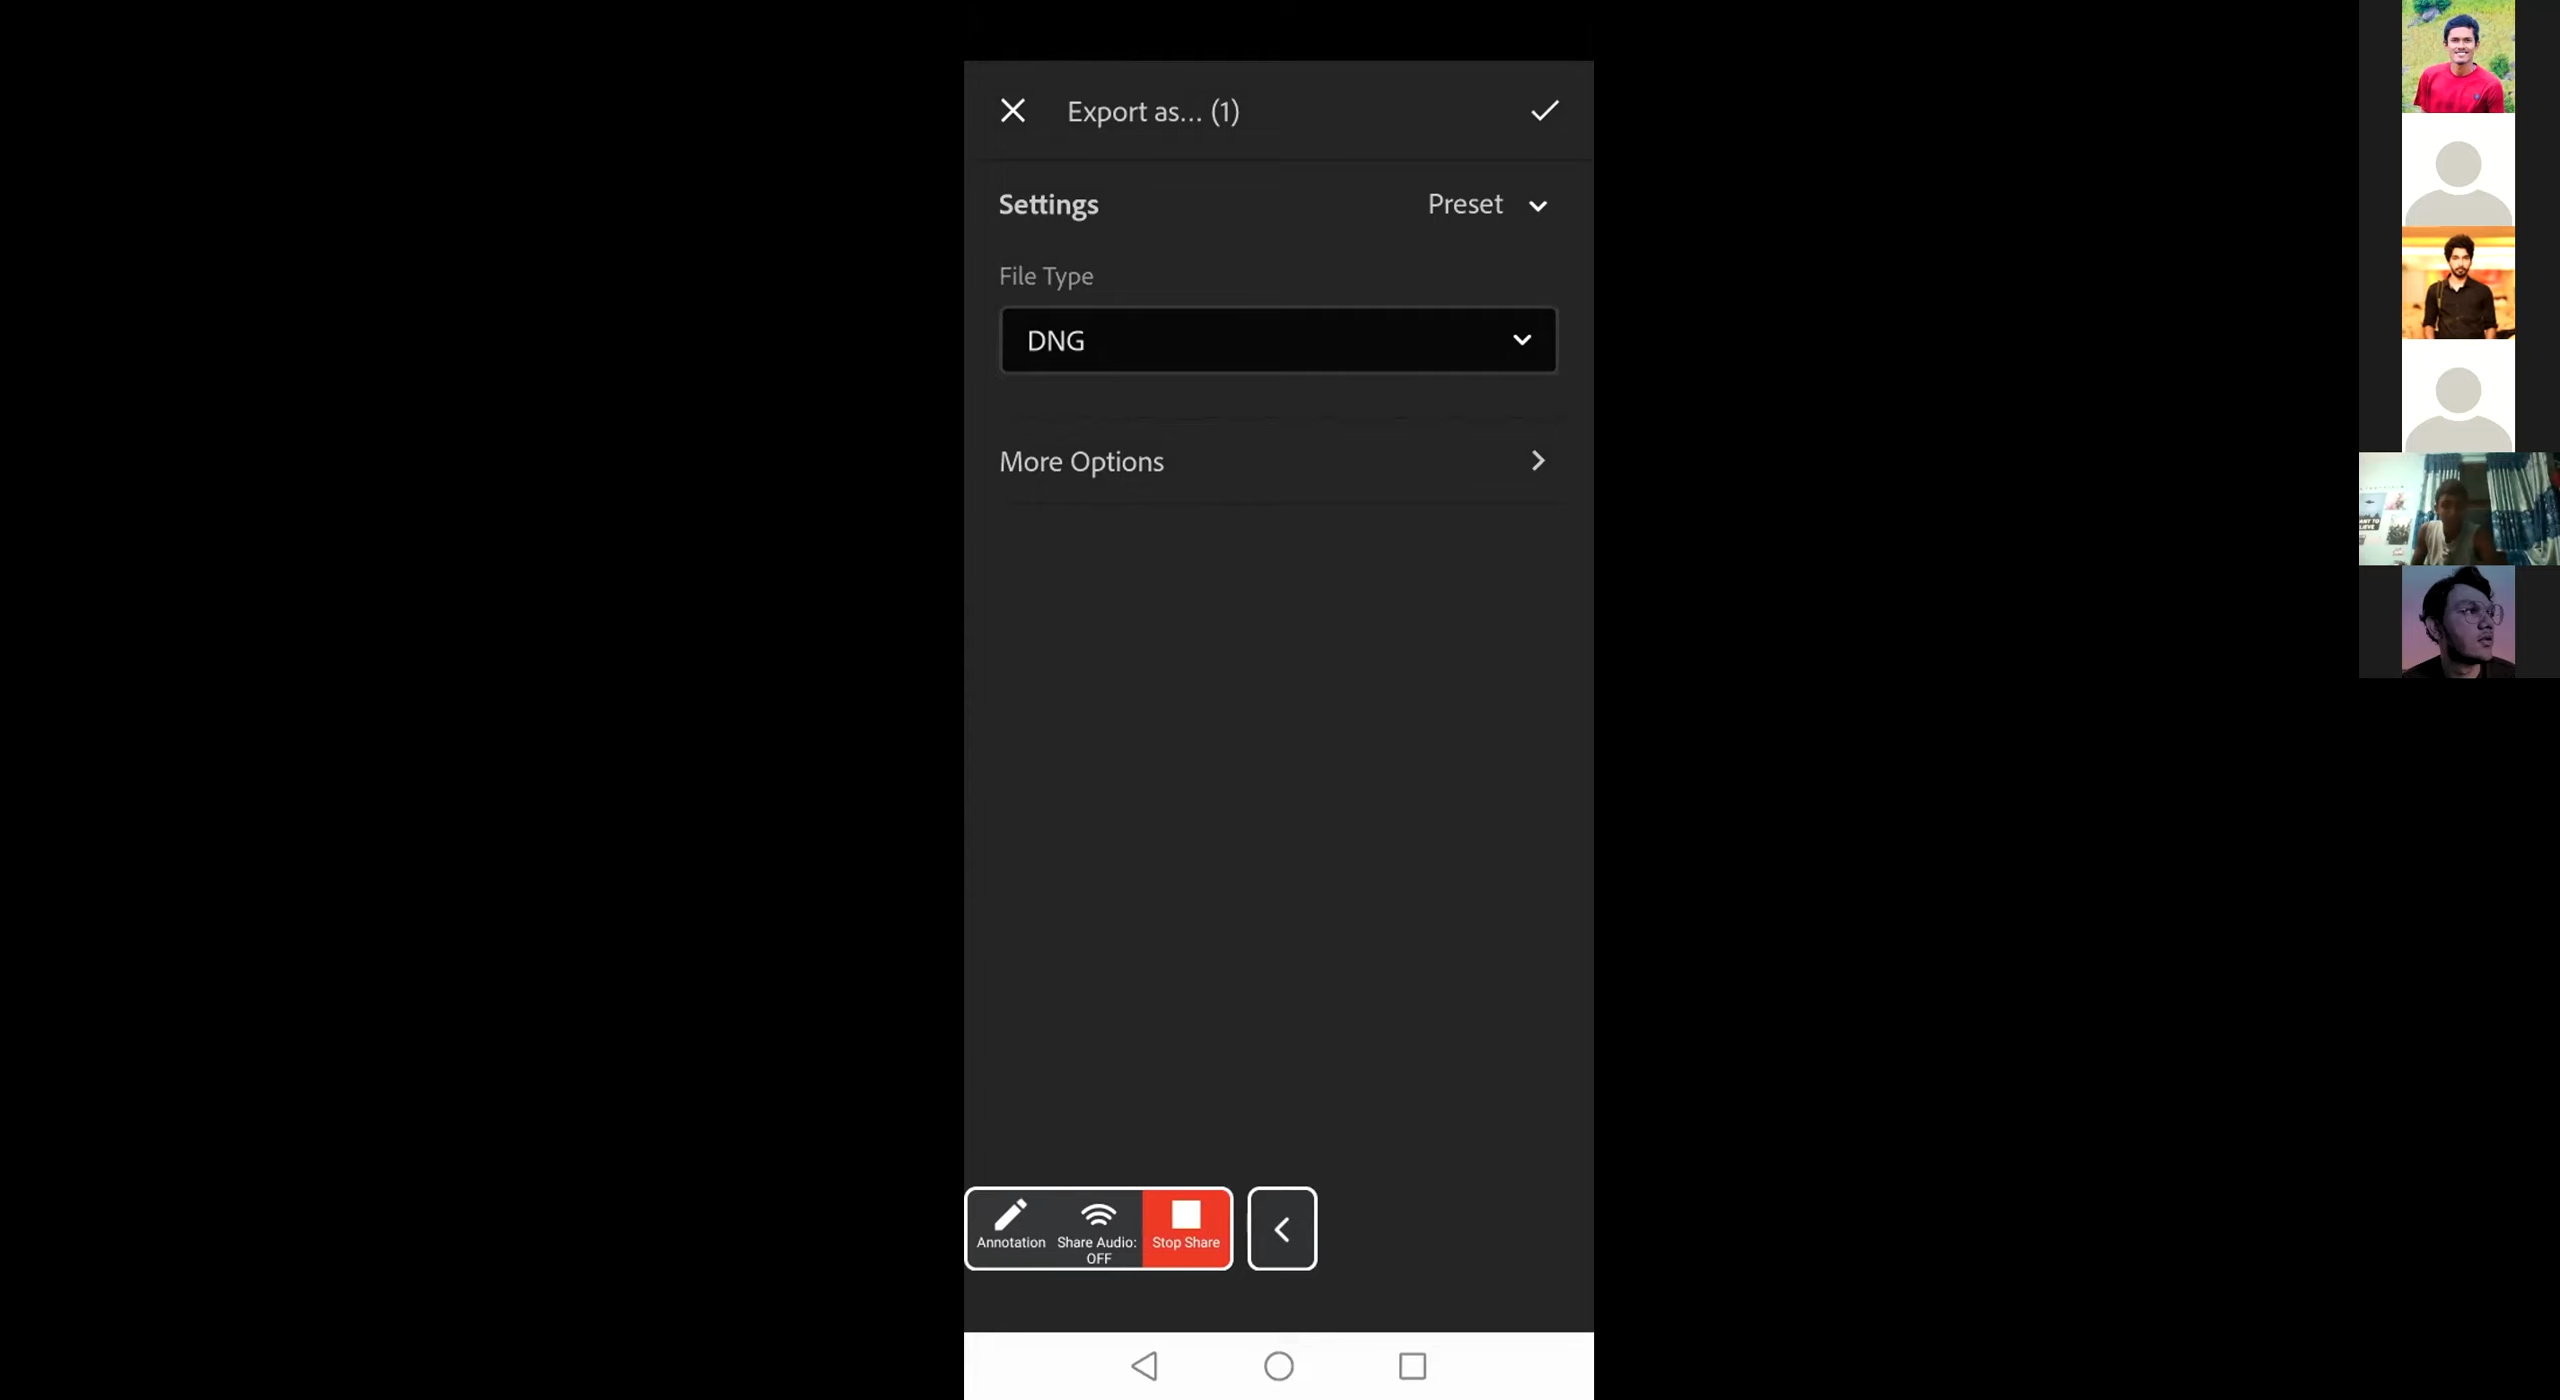 Export as... (1)
Settings
Preset
File Type
DNG
More Options
Annotation
Share Audio:
OFF
Stop Share